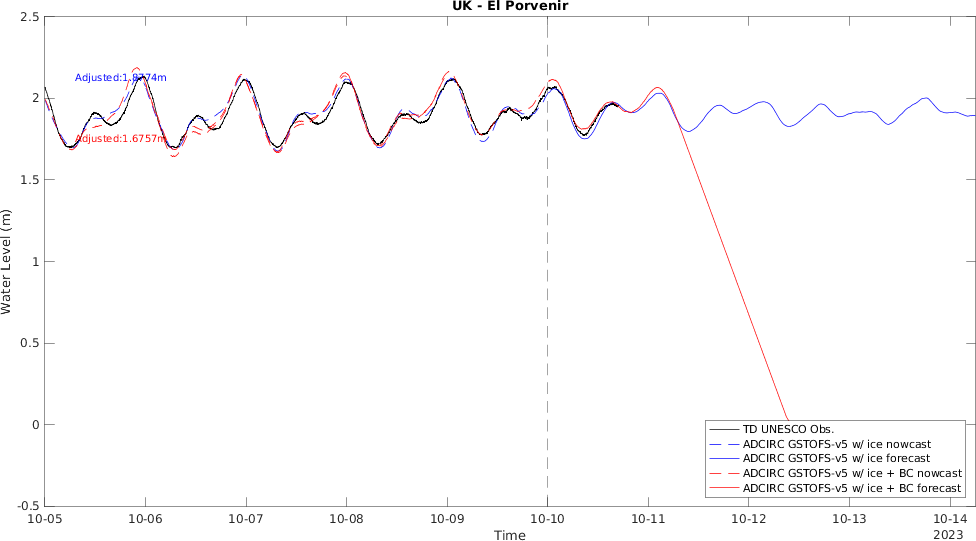 UK - El Porvenir
2.5
2
1.5
1
0.5
0
-0.5
Water Level (m)
Adjusted:1.8774m
Adjusted:1.6757m
TD UNESCO Obs.
ADCIRC GSTOFS-v5 w/ ice nowcast
ADCIRC GSTOFS-v5 w/ ice forecast
ADCIRC GSTOFS-v5 w/ ice + BC nowcast
ADCIRC GSTOFS-v5 w/ ice + BC forecast
10-05 10-06 10-07 10-08 10-09 10-10 10-11 10-12 10-13 10-14
2023
Time